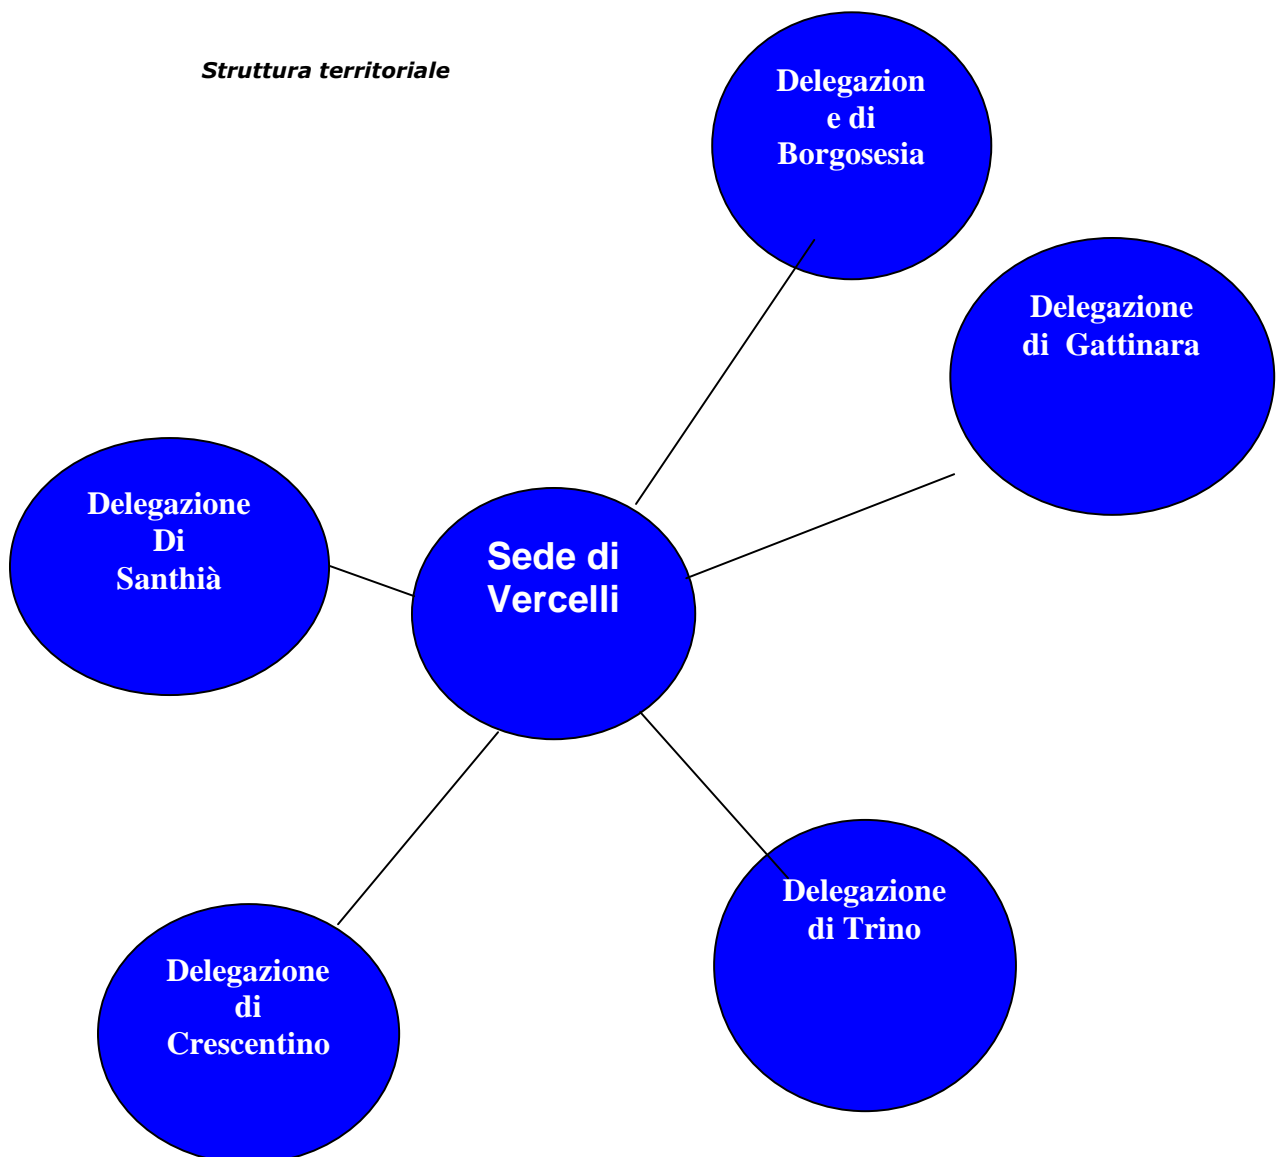 Struttura territoriale
Delegazion
e di
Borgosesia
Delegazione
di  Gattinara
Delegazione
Di
Santhià
Sede di
Vercelli
Delegazione
di Trino
Delegazione
di
Crescentino